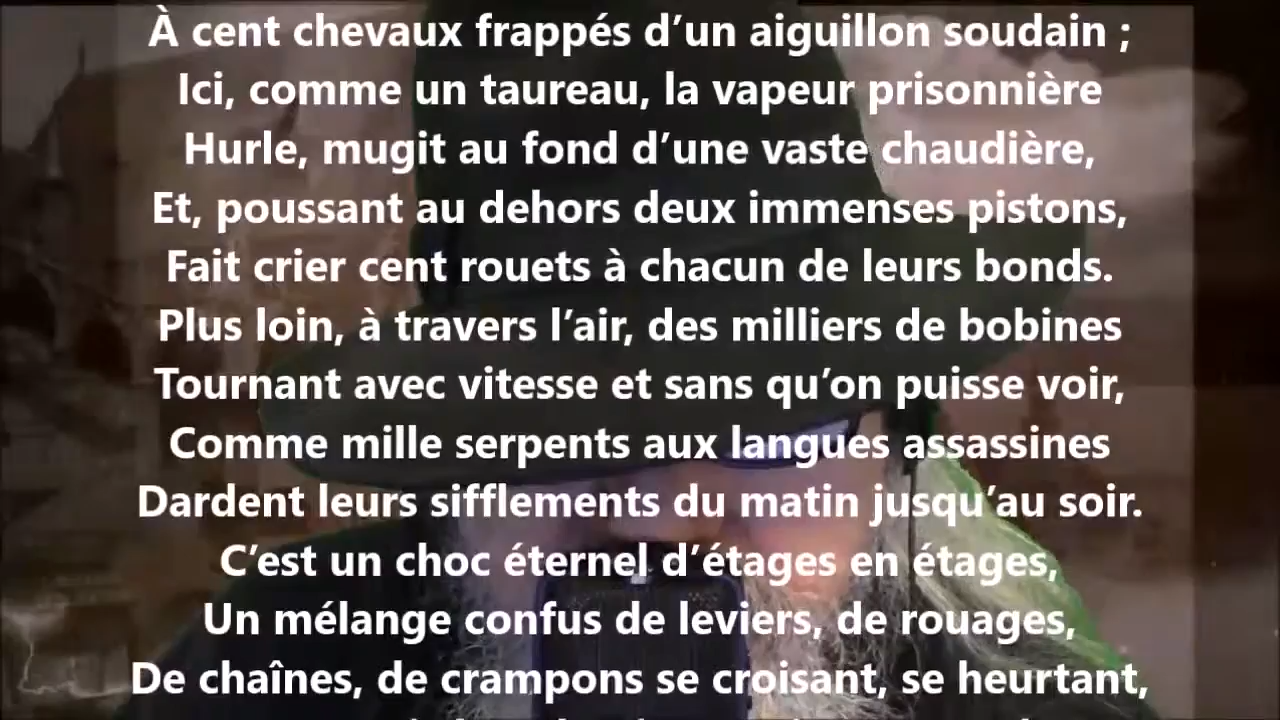 À cent chevaux frappés d’un aiguillon soudain ;
Ici, comme un taureau, la vapeur prisonnière
Hurle, mugit au fond d’une vaste chaudière,
Et, poussant au dehors deux immenses pistons,
Fait crier cent rouets à chacun de leurs bonds.
Plus loin, à travers l’air, des milliers de bobines
Tournant avec vitesse et sans qu’on puisse voir,
Comme mille serpents aux langues assassines
Dardent leurs sifflements du matin jusqu’au soir.
C’est un choc éternel d’étages en étages,
Un mélange confus de leviers, de rouages,
De chaînes, de crampons se croisant, se heurtant,